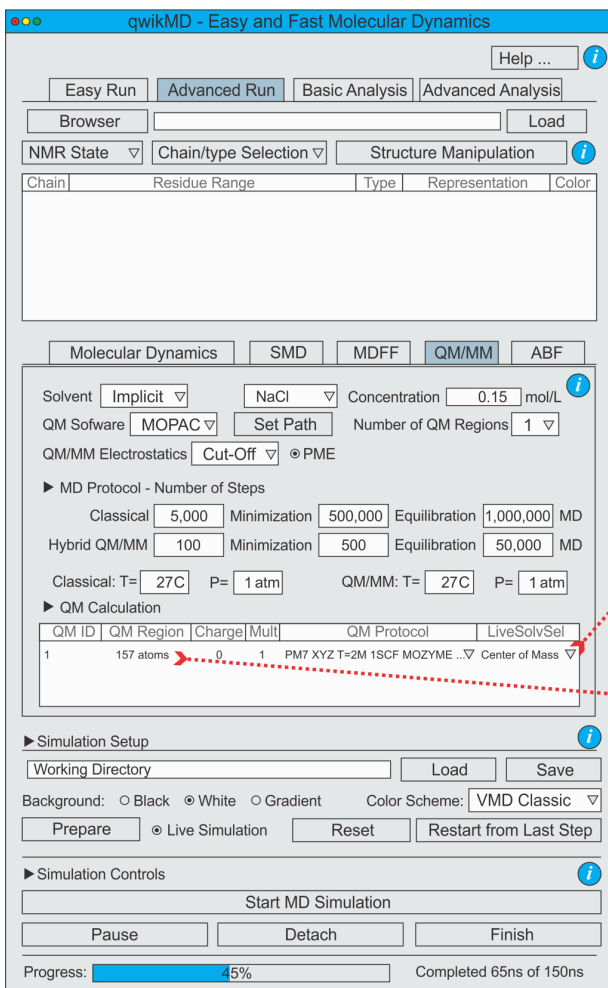 qwikMD - Easy and Fast Molecular Dynamics
Help ... i
Easy Run Advanced Run Basic Analysis Advanced Analysis
Browser Load
NMR State Chain/type Selection Structure Manipulation i
Chain Residue Range Type Representation Color
Molecular Dynamics SMD MDFF QM/MM ABF
Solvent Implicit NaCl Concentration 0.15 mol/L i
QM Sofware MOPAC Set Path Number of QM Regions 1
QM/MM Electrostatics Cut-Off PME
MD Protocol - Number of Steps
Classical 5,000 Minimization 500,000 Equilibration 1,000,000 MD
Hybrid QM/MM 100 Minimization 500 Equilibration 50,000 MD
Classical: T= 27C P= 1 atm QM/MM: T= 27C P= 1 atm
QM Calculation
QM ID QM Region Charge Mult QM Protocol LiveSolvSel
1 157 atoms 0 1 PM7 XYZ T=2M 1SCF MOZYME ... Center of Mass
Simulation Setup i
Working Directory Load Save
Background: Black White Gradient Color Scheme: VMD Classic
Prepare Live Simulation Reset Restart from Last Step
Simulation Controls i
Start MD Simulation
Pause Detach Finish
Progress: 45% Completed 65ns of 150ns